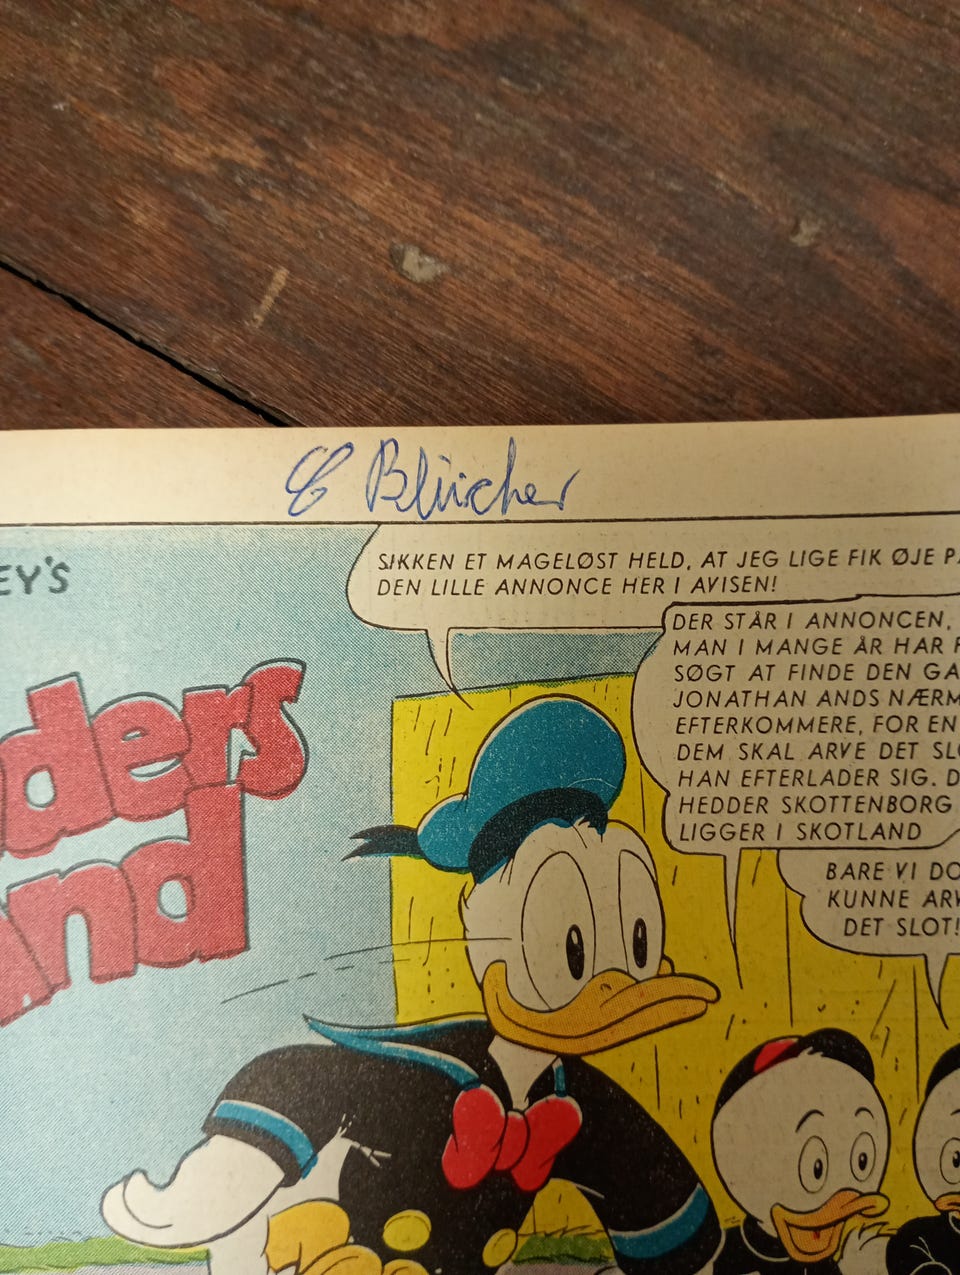 E Blücher
EY'S
ders
and
SIKKEN ET MAGELØST HELD, AT JEG LIGE FIK ØJE PÅ
DEN LILLE ANNONCE HER I AVISEN!
DER STÅR I ANNONCEN,
MAN I MANGE ÅR HAR F
SØGT AT FINDE DEN GA
JONATHAN ANDS NÆRM
EFTERKOMMERE, FOR EN
DEM SKAL ARVE DET SLO
HAN EFTERLADER SIG. D
HEDDER SKOTTENBORG
LIGGER I SKOTLAND
BARE VI DO
KUNNE ARV
DET SLOT!